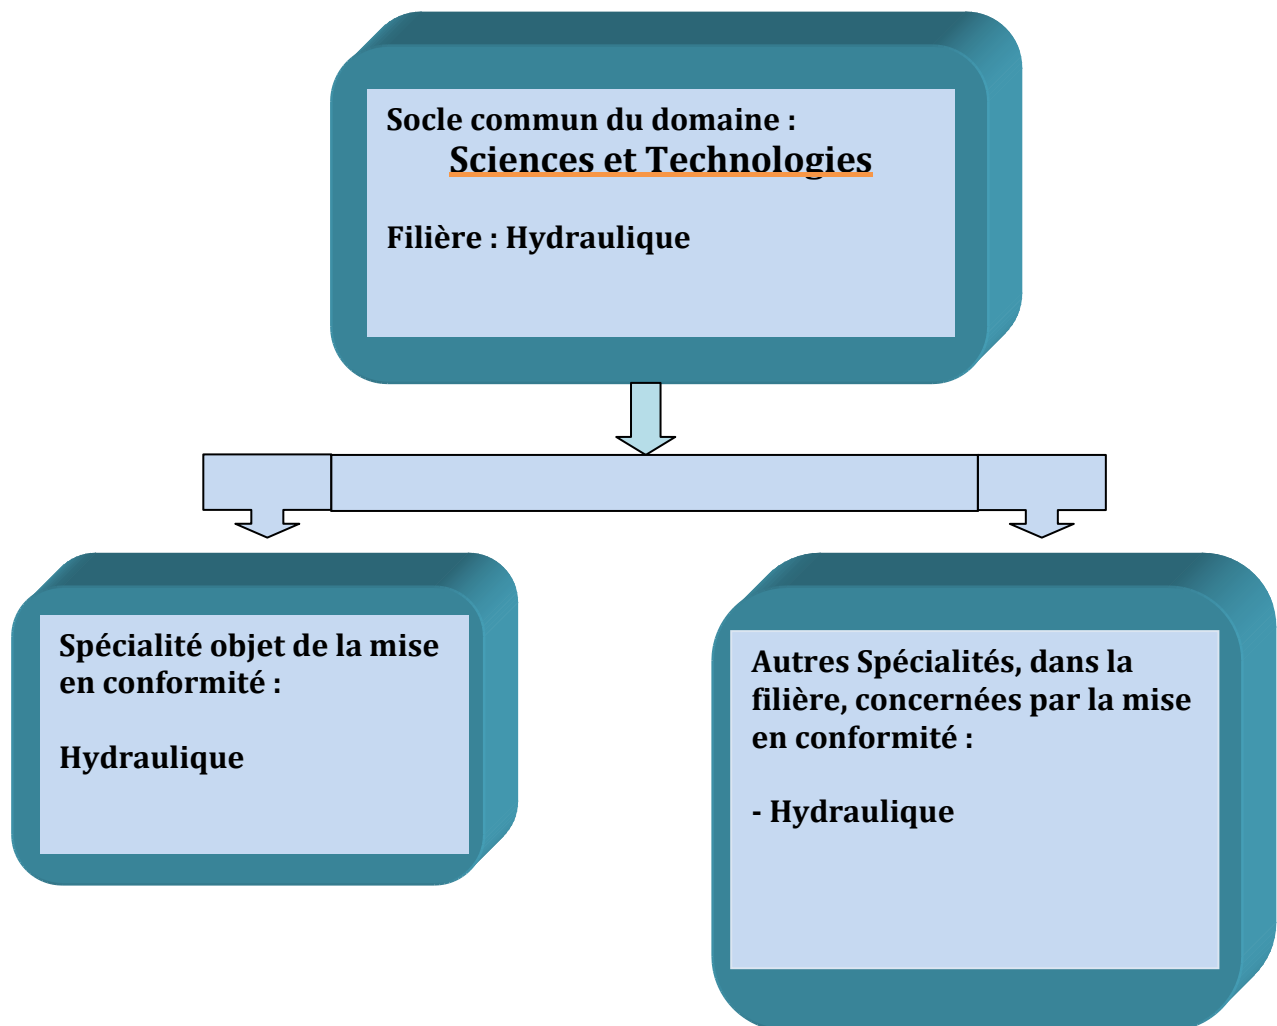 Socle commun du domaine :
Sciences et Technologies
Filière : Hydraulique
Spécialité objet de la mise
en conformité :
Hydraulique
Autres Spécialités, dans la
filière, concernées par la mise
en conformité :
- Hydraulique